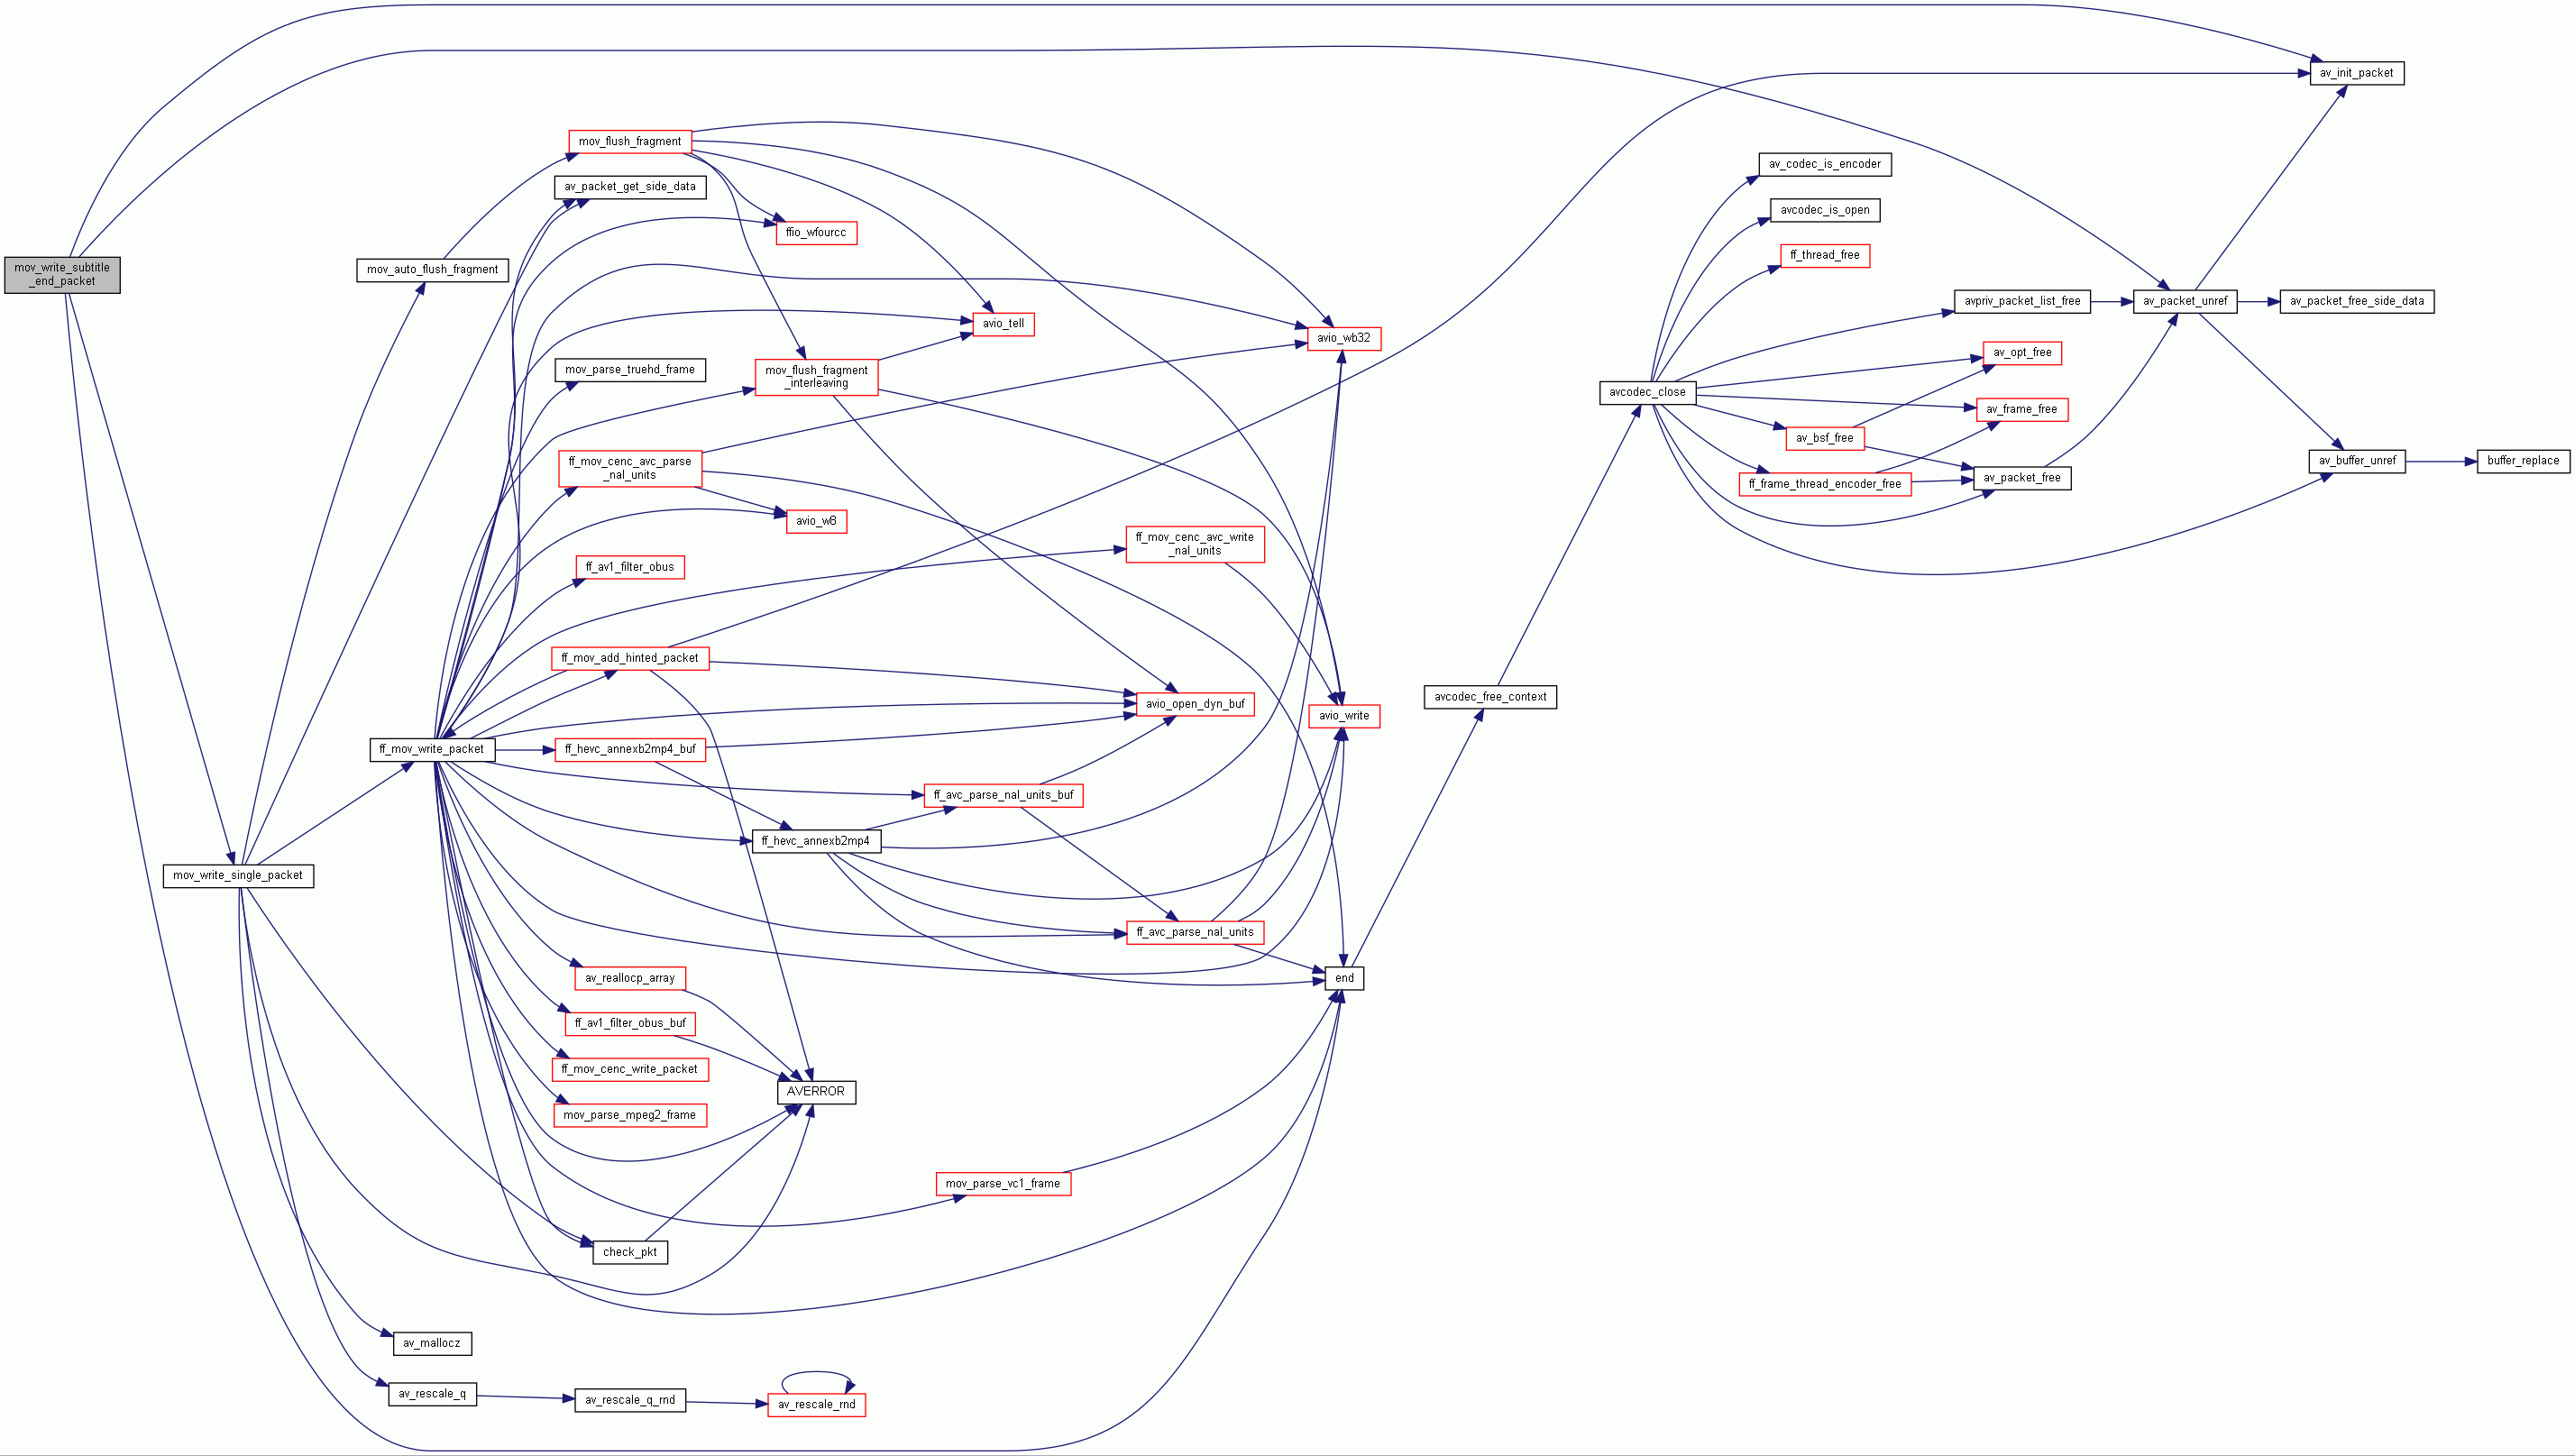 av_init_packet
mov_flush_fragment
av_codec_is_encoder
av_packet_get_side_data
avcodec_is_open
ffio_wfourcc
ff_thread_free
mov_write_subtitle
_end_packet
mov_auto_flush_fragment
avpriv_packet_list_free
av_packet_unref
av_packet_free_side_data
avio_tell
avio_wb32
av_opt_free
mov_parse_truehd_frame
mov_flush_fragment
_interleaving
avcodec_close
av_frame_free
av_bsf_free
ff_mov_cenc_avc_parse
_nal_units
av_buffer_unref
buffer_replace
av_packet_free
ff_frame_thread_encoder_free
avio_w8
ff_mov_cenc_avc_write
_nal_units
ff_av1_filter_obus
ff_mov_add_hinted_packet
avcodec_free_context
avio_open_dyn_buf
avio_write
ff_mov_write_packet
ff_hevc_annexb2mp4_buf
ff_avc_parse_nal_units_buf
ff_hevc_annexb2mp4
mov_write_single_packet
ff_avc_parse_nal_units
av_reallocp_array
end
ff_av1_filter_obus_buf
ff_mov_cenc_write_packet
AVERROR
mov_parse_mpeg2_frame
mov_parse_vc1_frame
check_pkt
av_mallocz
av_rescale_q
av_rescale_q_rnd
av_rescale_rnd